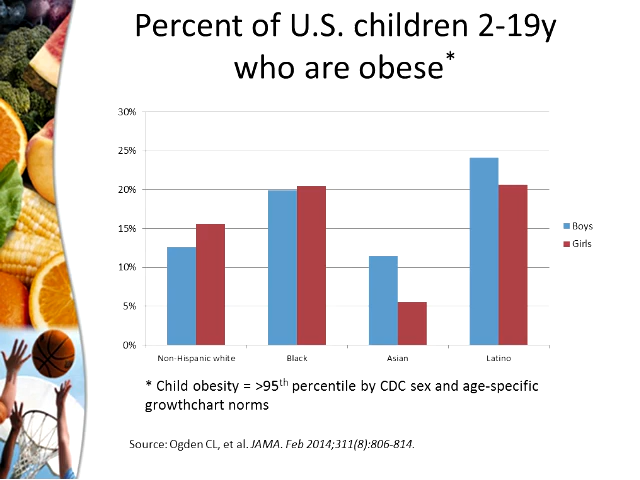 Percent of U.S. children 2-19y
who are obese*
30%
25%
20%
15%
10%
5%
0%
Non-Hispanic white Black Asian Latino
Boys
Girls
* Child obesity = >95th percentile by CDC sex and age-specific
growthchart norms
Source: Ogden CL, et al. JAMA. Feb 2014;311(8):806-814.